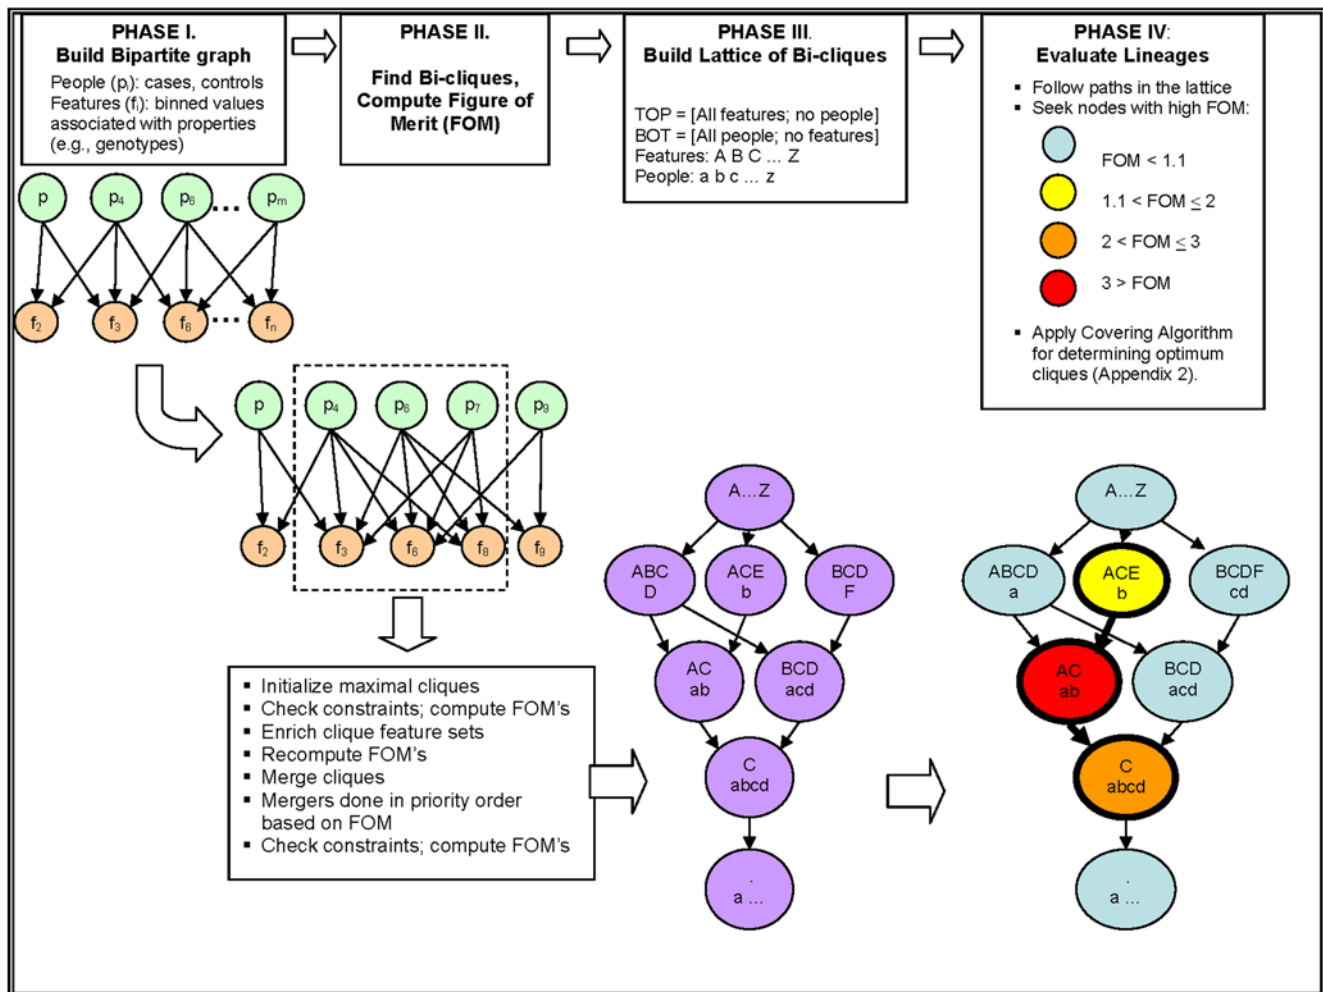 PHASE I.
Build Bipartite graph
People (pᵢ): cases, controls
Features (fᵢ): binned values
associated with properties
(e.g., genotypes)
PHASE II.
Find Bi-cliques,
Compute Figure of
Merit (FOM)
PHASE III.
Build Lattice of Bi-cliques
TOP = [All features; no people]
BOT = [All people; no features]
Features: A B C ... Z
People: a b c ... z
PHASE IV:
Evaluate Lineages
▪ Follow paths in the lattice
▪ Seek nodes with high FOM:
FOM < 1.1
1.1 < FOM ≤ 2
2 < FOM ≤ 3
3 > FOM
▪ Apply Covering Algorithm
for determining optimum
cliques (Appendix 2).
p p₄ p₆ ... pₘ
f₂ f₃ f₆ ... fₙ
p p₄ p₆ p₇ p₉
f₂ f₃ f₆ f₈ f₉
▪ Initialize maximal cliques
▪ Check constraints; compute FOM's
▪ Enrich clique feature sets
▪ Recompute FOM's
▪ Merge cliques
▪ Mergers done in priority order
based on FOM
▪ Check constraints; compute FOM's
A...Z
ABC
D
ACE
b
BCD
F
AC
ab
BCD
acd
C
abcd
.
a ...
A...Z
ABCD
a
ACE
b
BCDF
cd
AC
ab
BCD
acd
C
abcd
.
a ...